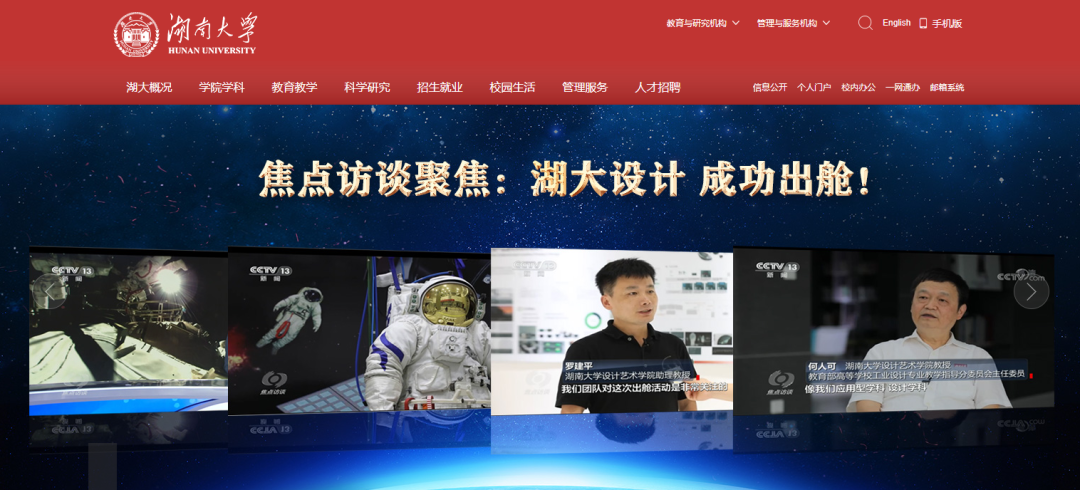 湖南大学
HUNAN UNIVERSITY
教育与研究机构
管理与服务机构
English
手机版
湖大概况
学院学科
教育教学
科学研究
招生就业
校园生活
管理服务
人才招聘
信息公开
个人门户
校内办公
一网通办
邮箱系统
焦点访谈聚焦：湖大设计 成功出舱！
CCTV 13
新闻
CCTV 13
新闻
焦点访谈
罗建平
湖南大学设计艺术学院助理教授
我们团队对这次出舱活动是非常关注的
CCTV 13
新闻
CCTV.com
焦点访谈
何人可 湖南大学设计艺术学院教授
教育部高等学校工业设计专业教学指导分委员会主任委员
像我们应用型学科 设计学科